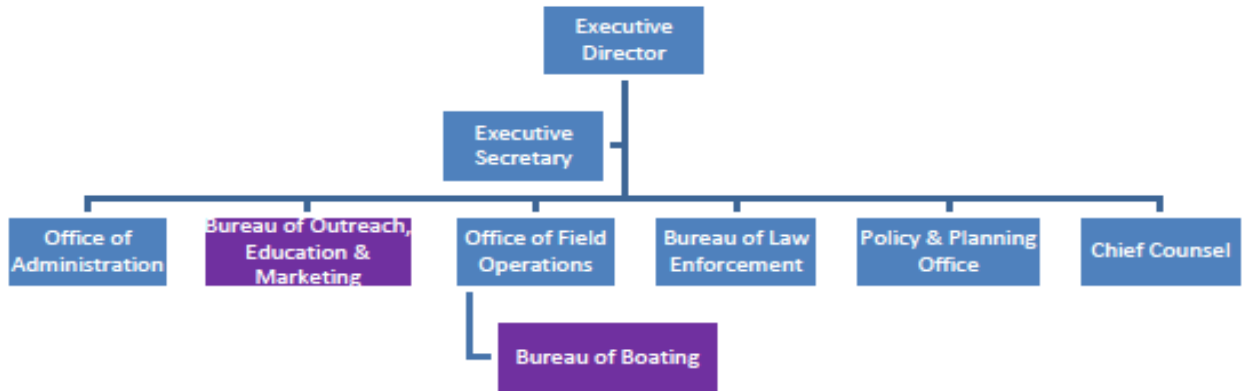 Executive
Director
Executive
Secretary
Office of
Administration
Bureau of Outreach,
Education &
Marketing
Office of Field
Operations
Bureau of Law
Enforcement
Policy & Planning
Office
Chief Counsel
Bureau of Boating